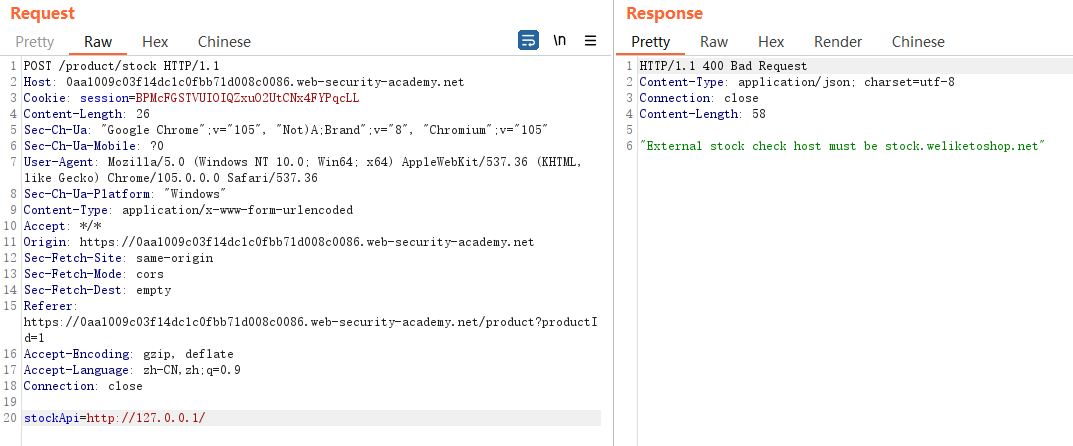 Request
Pretty Raw Hex Chinese \n
1 POST /product/stock HTTP/1.1
2 Host: 0aa1009c03f14dc1c0fbb71d008c0086.web-security-academy.net
3 Cookie: session=BPMcFGSTVUIOIQZxuO2UtCNx4FYPqcLL
4 Content-Length: 26
5 Sec-Ch-Ua: "Google Chrome";v="105", "Not)A;Brand";v="8", "Chromium";v="105"
6 Sec-Ch-Ua-Mobile: ?0
7 User-Agent: Mozilla/5.0 (Windows NT 10.0; Win64; x64) AppleWebKit/537.36 (KHTML,
like Gecko) Chrome/105.0.0.0 Safari/537.36
8 Sec-Ch-Ua-Platform: "Windows"
9 Content-Type: application/x-www-form-urlencoded
10 Accept: */*
11 Origin: https://0aa1009c03f14dc1c0fbb71d008c0086.web-security-academy.net
12 Sec-Fetch-Site: same-origin
13 Sec-Fetch-Mode: cors
14 Sec-Fetch-Dest: empty
15 Referer:
https://0aa1009c03f14dc1c0fbb71d008c0086.web-security-academy.net/product?productI
d=1
16 Accept-Encoding: gzip, deflate
17 Accept-Language: zh-CN,zh;q=0.9
18 Connection: close
19
20 stockApi=http://127.0.0.1/
Response
Pretty Raw Hex Render Chinese
1 HTTP/1.1 400 Bad Request
2 Content-Type: application/json; charset=utf-8
3 Connection: close
4 Content-Length: 58
5
6 "External stock check host must be stock.weliketoshop.net"